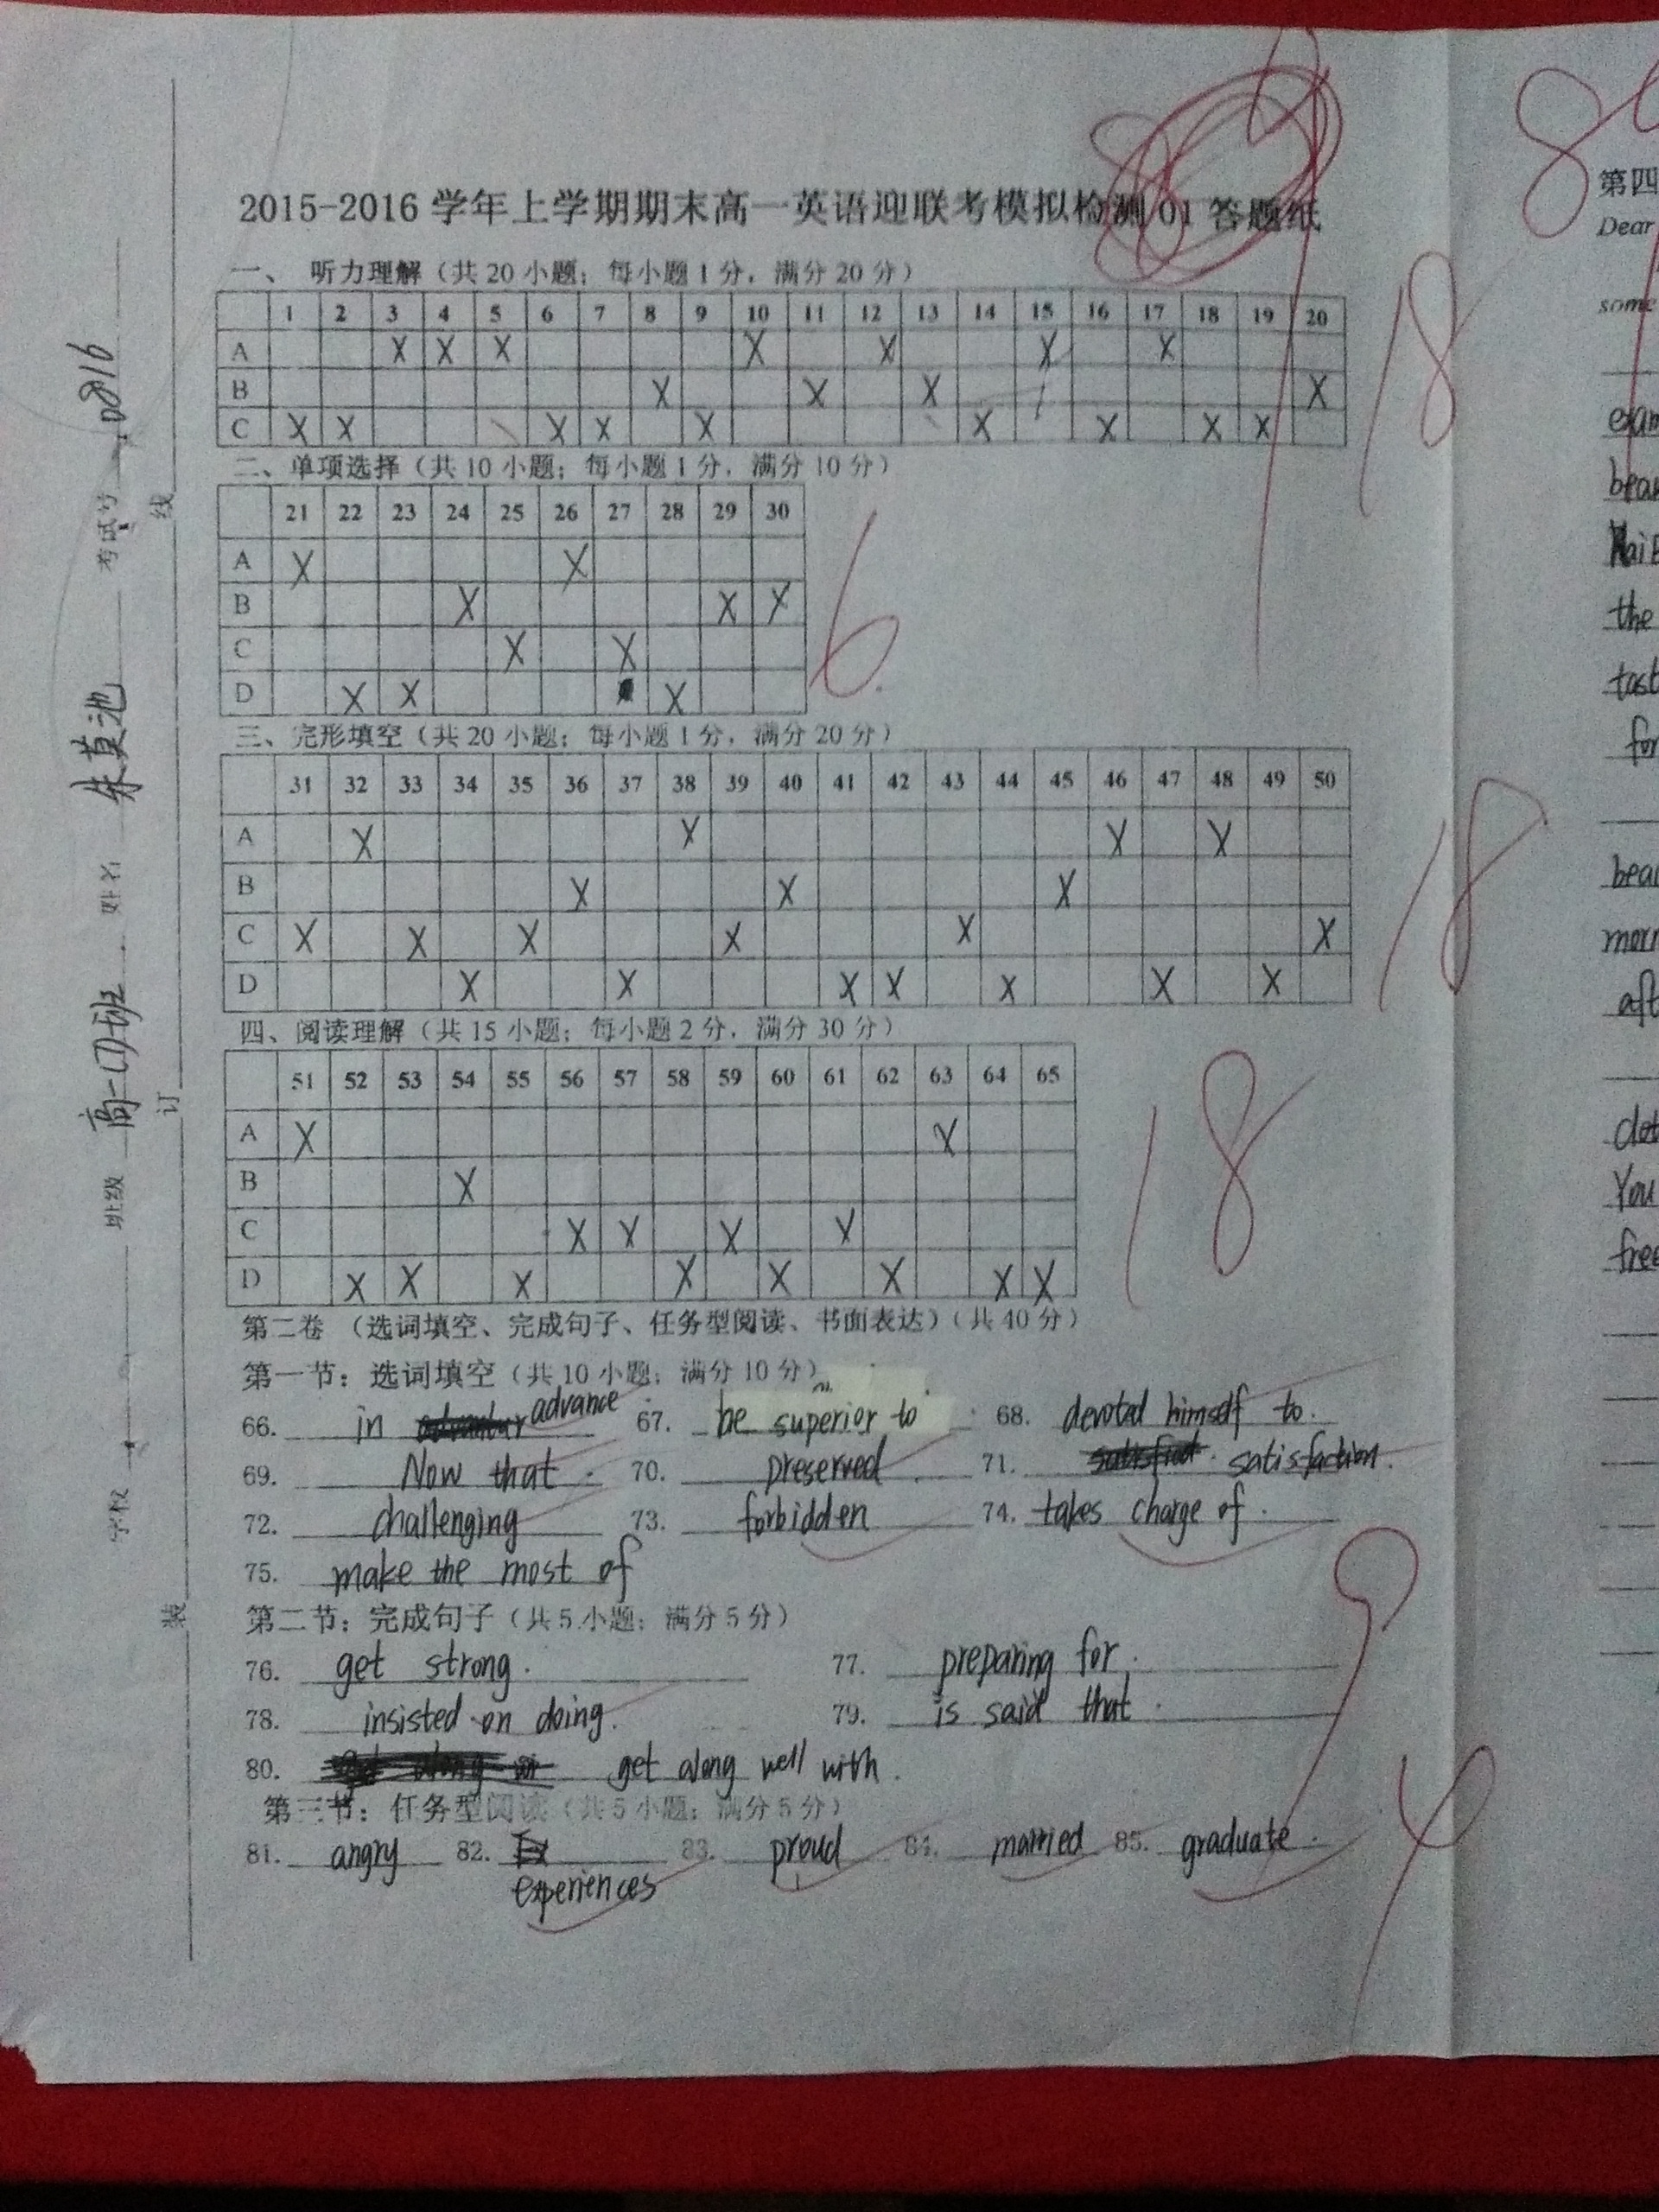 2015-2016 学年上学期期末高一英语迎联考模拟检测 01 答题纸
一、 听力理解（共 20 小题；每小题 1 分，满分 20 分）
1 2 3 4 5 6 7 8 9 10 11 12 13 14 15 16 17 18 19 20
A X X X X X X X
B X X X X
C X X X X X X X X X
18
二、单项选择（共 10 小题；每小题 1 分，满分 10 分）
21 22 23 24 25 26 27 28 29 30
A X X
B X X X
C X X
D X X X
6
三、完形填空（共 20 小题；每小题 1 分，满分 20 分）
31 32 33 34 35 36 37 38 39 40 41 42 43 44 45 46 47 48 49 50
A X X X X
B X X X
C X X X X X X
D X X X X X X X
18
四、阅读理解（共 15 小题；每小题 2 分，满分 30 分）
51 52 53 54 55 56 57 58 59 60 61 62 63 64 65
A X X
B X
C X X X X
D X X X X X X X X
18
第二卷 （选词填空、完成句子、任务型阅读、书面表达）（共 40 分）
第一节：选词填空（共 10 小题；满分 10 分）
66. in advance 67. be superior to 68. devoted himself to.
69. Now that 70. preserved 71. satisfaction.
72. challenging 73. forbidden 74. takes charge of.
75. make the most of
第二节：完成句子（共 5 小题；满分 5 分）
76. get strong. 77. preparing for.
78. insisted on doing. 79. is said that.
80. get along well with.
9
第三节：任务型阅读（共 5 小题；满分 5 分）
81. angry 82. experiences 83. proud 84. married 85. graduate.
4
学校 班级 高一(7)班 姓名 朱莫池 考试号 0816
装 订 线
第四
Dear
some
the
for
You